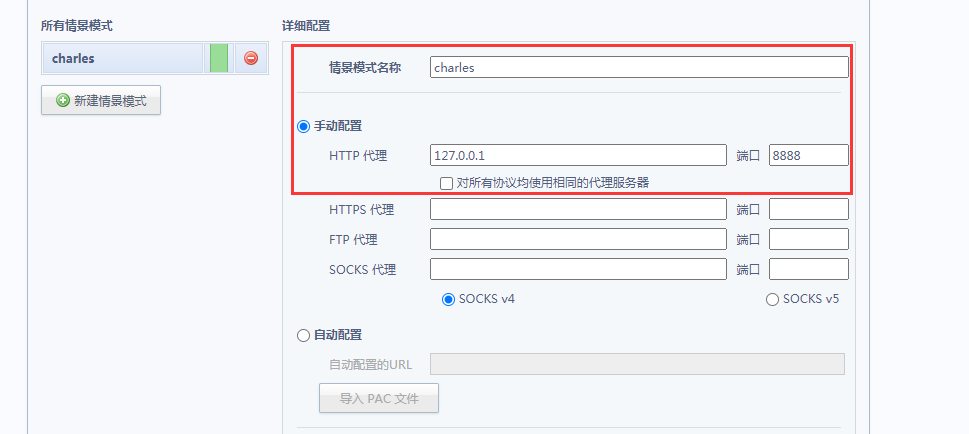 所有情景模式
charles
新建情景模式
详细配置
情景模式名称 charles
手动配置
HTTP 代理 127.0.0.1 端口 8888
对所有协议均使用相同的代理服务器
HTTPS 代理 端口
FTP 代理 端口
SOCKS 代理 端口
SOCKS v4 SOCKS v5
自动配置
自动配置的URL
导入 PAC 文件